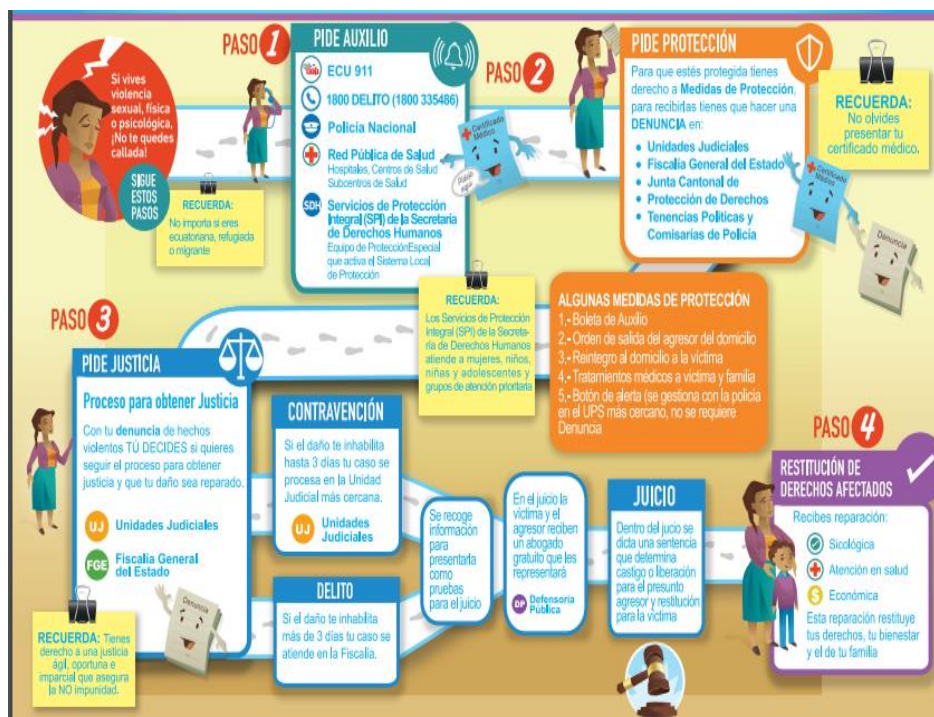 Si vives
violencia
sexual, física
o psicológica,
¡No te quedes
callada!
SIGUE
ESTOS
PASOS
RECUERDA:
No importa si eres
ecuatoriana, refugiada
o migrante
PASO 1
PIDE AUXILIO
ECU 911
1800 DELITO (1800 335486)
Policía Nacional
Red Pública de Salud
Hospitales, Centros de Salud
Subcentros de Salud
SDH
Servicios de Protección
Integral (SPI) de la Secretaría
de Derechos Humanos
Equipo de ProtecciónEspecial
que activa el Sistema Local
de Protección
Certificado
Médico
PASO 2
PIDE PROTECCIÓN
Para que estés protegida tienes
derecho a Medidas de Protección,
para recibirlas tienes que hacer una
DENUNCIA en:
• Unidades Judiciales
• Fiscalía General del Estado
• Junta Cantonal de
• Protección de Derechos
• Tenencias Políticas y
• Comisarías de Policía
RECUERDA:
No olvides
presentar tu
certificado médico.
Certificado
Médico
Denuncia
RECUERDA:
Los Servicios de Protección
Integral (SPI) de la Secreta-
ría de Derechos Humanos
atiende a mujeres, niños,
niñas y adolescentes y
grupos de atención prioritaria
ALGUNAS MEDIDAS DE PROTECCIÓN
1.- Boleta de Auxilio
2.- Orden de salida del agresor del domicilio
3.- Reintegro al domicilio a la víctima
4.- Tratamientos médicos a víctima y familia
5.- Botón de alerta (se gestiona con la policía
en el UPS más cercano, no se requiere
Denuncia
PASO 3
PIDE JUSTICIA
Proceso para obtener Justicia
Con tu denuncia de hechos
violentos TÚ DECIDES si quieres
seguir el proceso para obtener
justicia y que tu daño sea reparado.
UJ Unidades Judiciales
FGE Fiscalía General
del Estado
Denuncia
RECUERDA: Tienes
derecho a una justicia
ágil, oportuna e
imparcial que asegura
la NO impunidad.
CONTRAVENCIÓN
Si el daño te inhabilita
hasta 3 días tu caso se
procesa en la Unidad
Judicial más cercana.
UJ Unidades
Judiciales
DELITO
Si el daño te inhabilita
más de 3 días tu caso se
atiende en la Fiscalía.
Se recoge
información
para
presentarla
como
pruebas
para el juicio
En el juicio la
víctima y el
agresor reciben
un abogado
gratuito que les
representará
DP Defensoría
Pública
JUICIO
Dentro del jucio se
dicta una sentencia
que determina
castigo o liberación
para el presunto
agresor y restitución
para la víctima
PASO 4
RESTITUCIÓN DE
DERECHOS AFECTADOS
Recibes reparación:
Sicológica
Atención en salud
$ Económica
Esta reparación restituye
tus derechos, tu bienestar
y el de tu familia